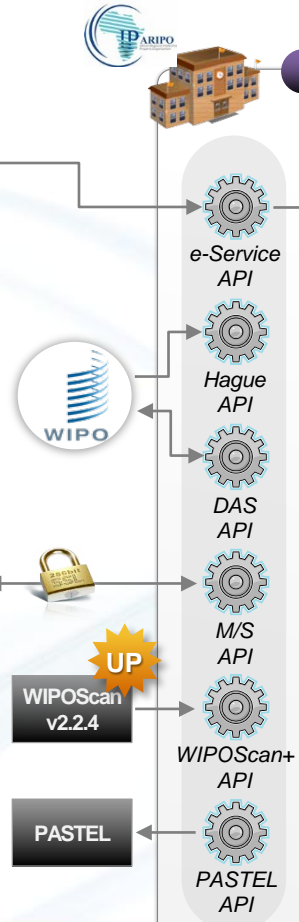 IP ARIPO
e-Service
API
Hague
API
WIPO
DAS
API
256bit
SSL
M/S
API
UP
WIPOScan
v2.2.4
WIPOScan+
API
PASTEL
PASTEL
API